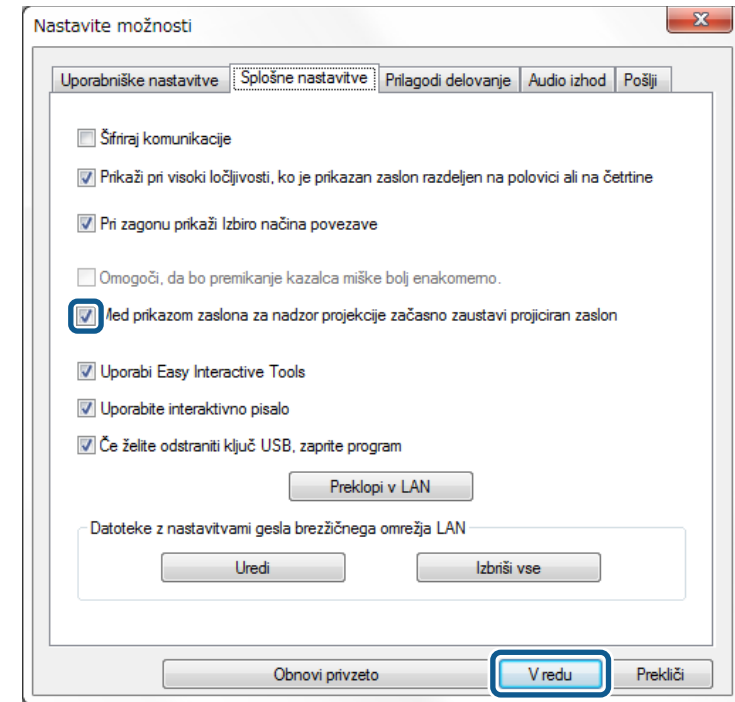 Nastavite možnosti
Uporabniške nastavitve Splošne nastavitve Prilagodi delovanje Audio izhod Pošlji
Šifriraj komunikacije
Prikaži pri visoki ločljivosti, ko je prikazan zaslon razdeljen na polovici ali na četrtine
Pri zagonu prikaži Izbiro načina povezave
Omogoči, da bo premikanje kazalca miške bolj enakomerno.
Med prikazom zaslona za nadzor projekcije začasno zaustavi projiciran zaslon
Uporabi Easy Interactive Tools
Uporabite interaktivno pisalo
Če želite odstraniti ključ USB, zaprite program
Preklopi v LAN
Datoteke z nastavitvami gesla brezžičnega omrežja LAN
Uredi Izbriši vse
Obnovi privzeto V redu Prekliči